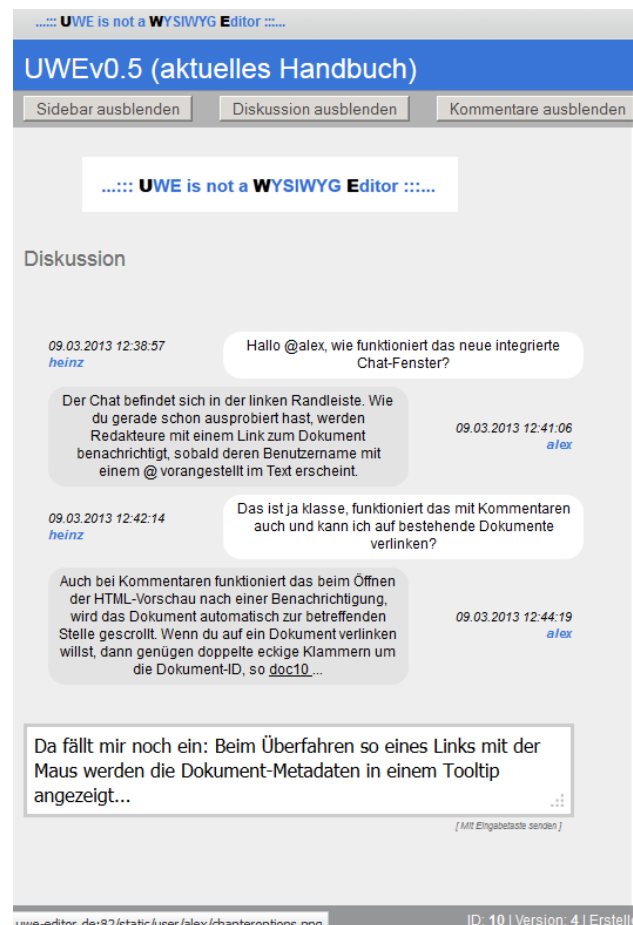 ...::: UWE is not a WYSIWYG Editor :::...
UWEv0.5 (aktuelles Handbuch)
Sidebar ausblenden Diskussion ausblenden Kommentare ausblenden
...::: UWE is not a WYSIWYG Editor :::...
Diskussion
09.03.2013 12:38:57
heinz
Hallo @alex, wie funktioniert das neue integrierte
Chat-Fenster?
Der Chat befindet sich in der linken Randleiste. Wie
du gerade schon ausprobiert hast, werden
Redakteure mit einem Link zum Dokument
benachrichtigt, sobald deren Benutzername mit
einem @ vorangestellt im Text erscheint.
09.03.2013 12:41:06
alex
09.03.2013 12:42:14
heinz
Das ist ja klasse, funktioniert das mit Kommentaren
auch und kann ich auf bestehende Dokumente
verlinken?
Auch bei Kommentaren funktioniert das beim Öffnen
der HTML-Vorschau nach einer Benachrichtigung,
wird das Dokument automatisch zur betreffenden
Stelle gescrollt. Wenn du auf ein Dokument verlinken
willst, dann genügen doppelte eckige Klammern um
die Dokument-ID, so doc10 ...
09.03.2013 12:44:19
alex
Da fällt mir noch ein: Beim Überfahren so eines Links mit der
Maus werden die Dokument-Metadaten in einem Tooltip
angezeigt...
[ Mit Eingabetaste senden ]
uwe-editor.de:82/static/user/alex/chapteroptions.png
ID: 10 | Version: 4 | Erstelle